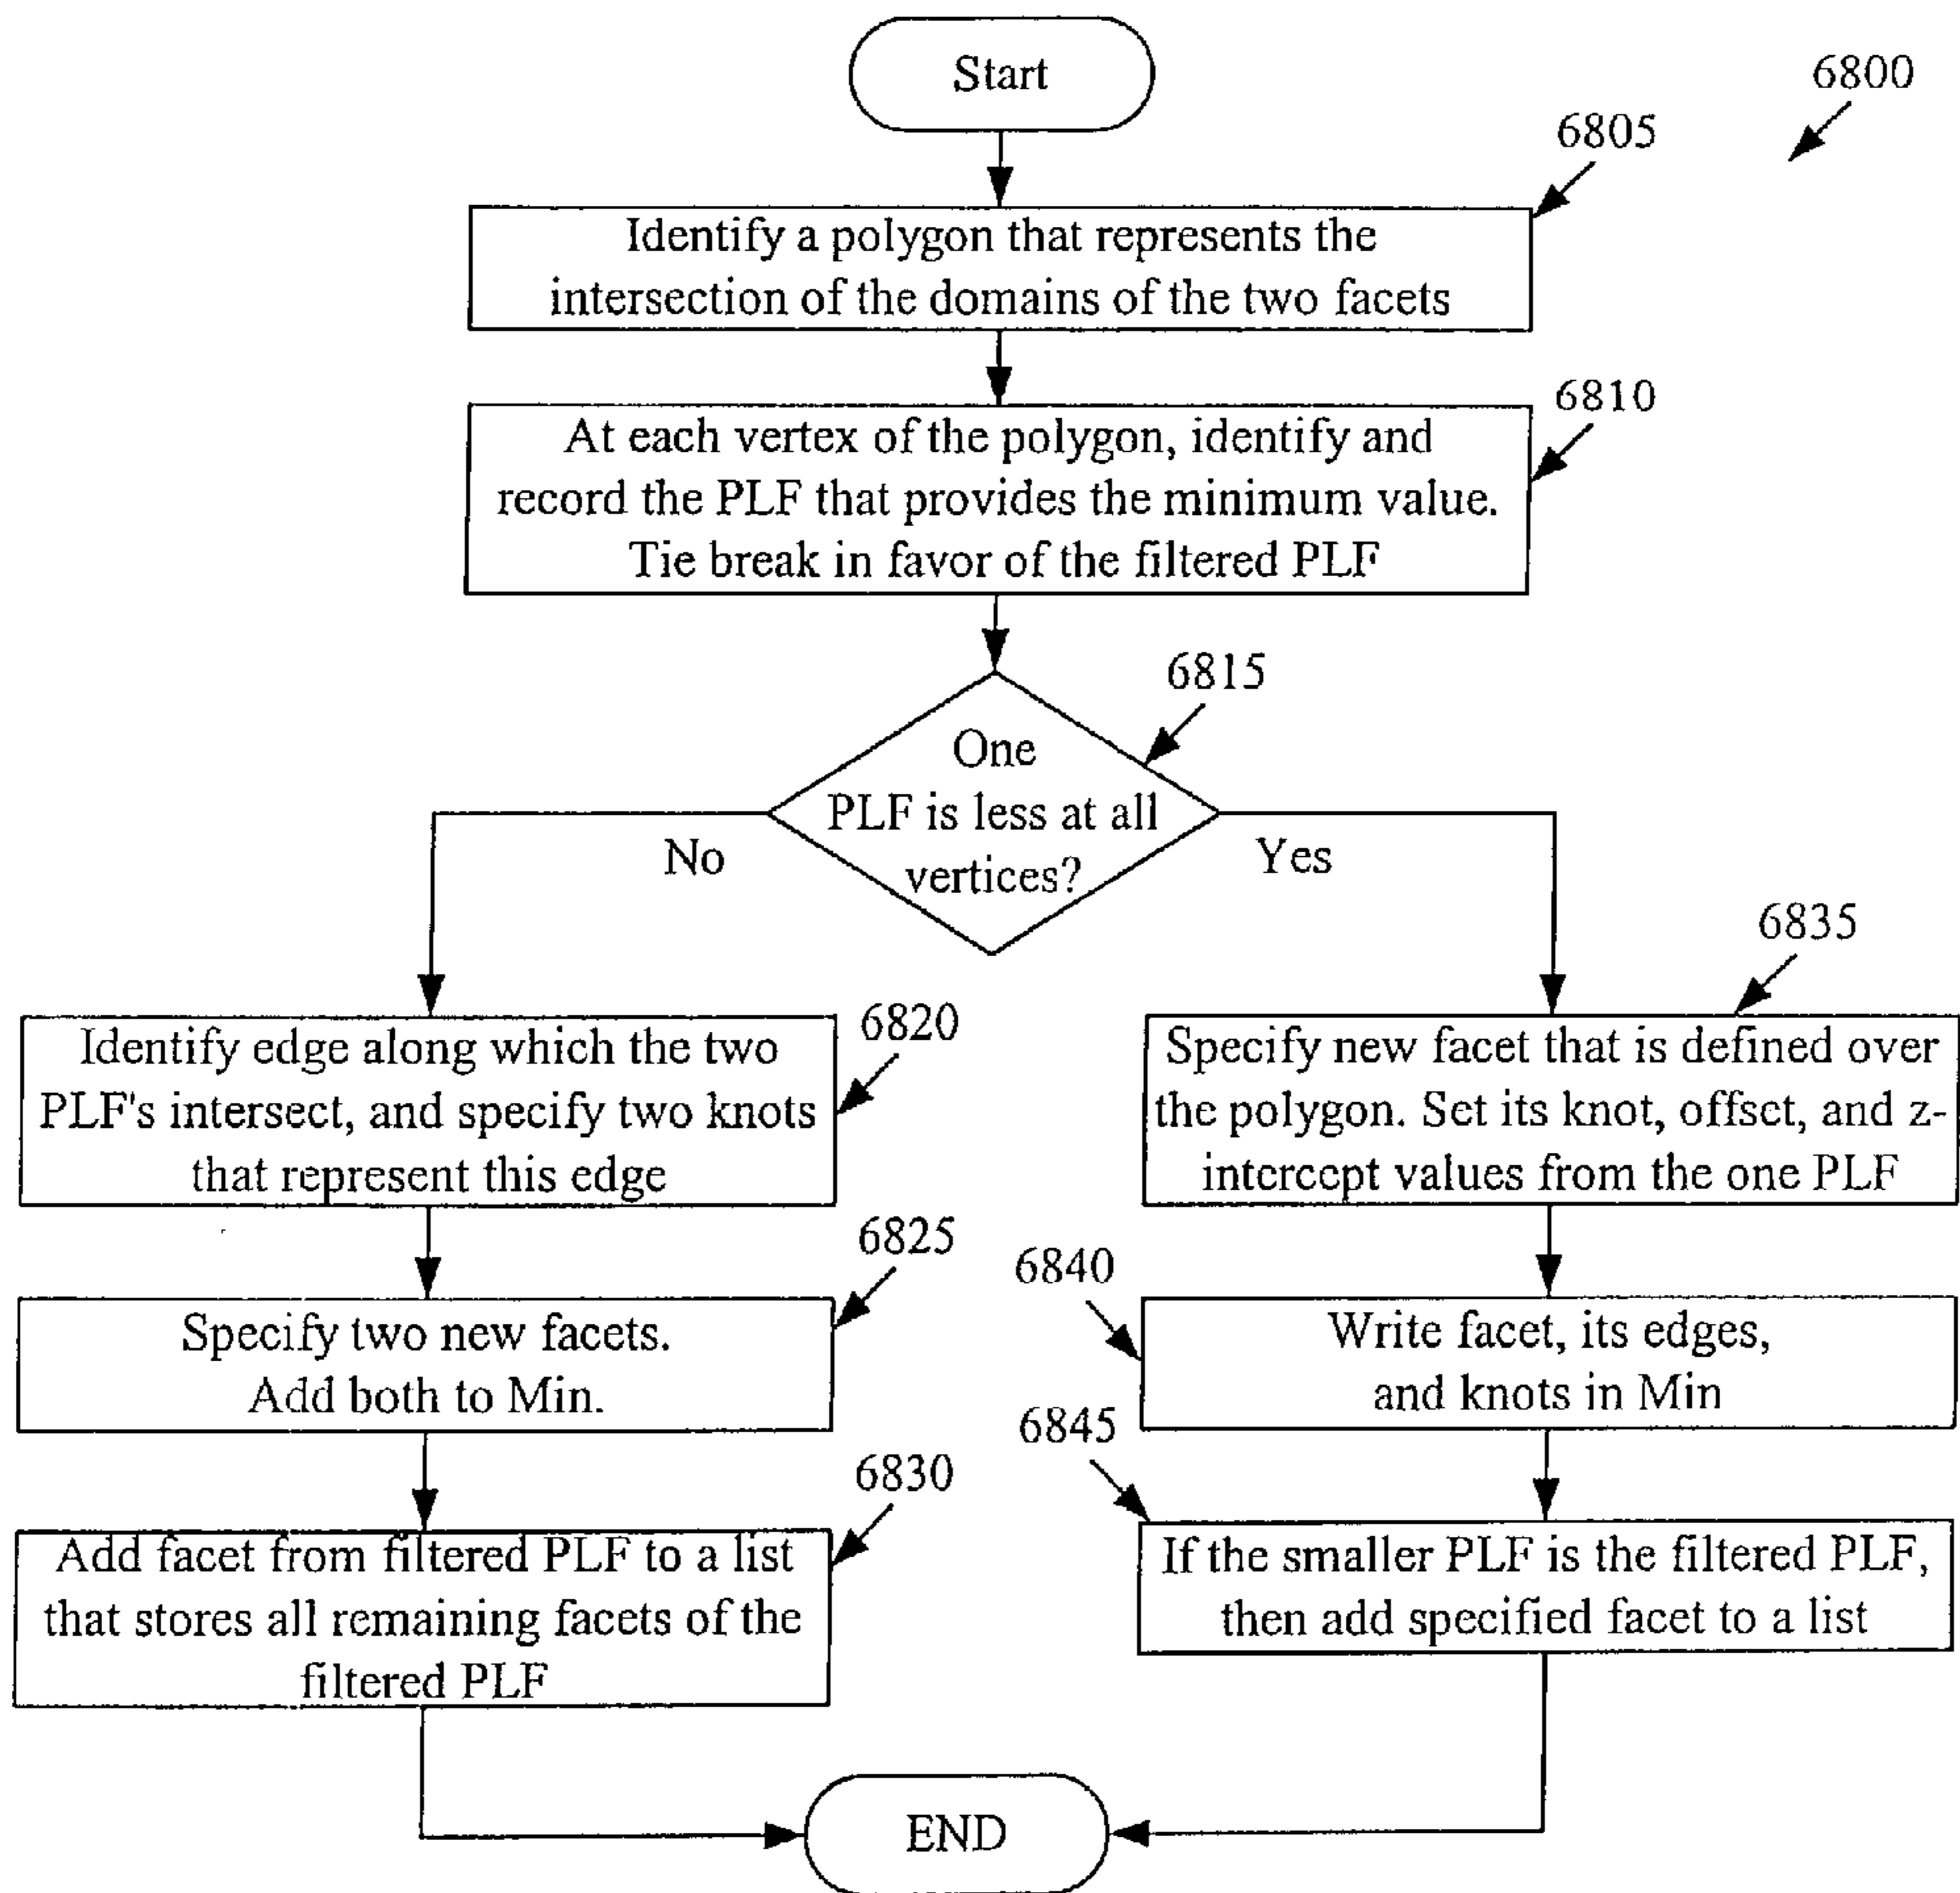 Start
6800
6805
Identify a polygon that represents the
intersection of the domains of the two facets
6810
At each vertex of the polygon, identify and
record the PLF that provides the minimum value.
Tie break in favor of the filtered PLF
6815
One
PLF is less at all
vertices?
No
Yes
6820
Identify edge along which the two
PLF's intersect, and specify two knots
that represent this edge
6825
Specify two new facets.
Add both to Min.
6830
Add facet from filtered PLF to a list
that stores all remaining facets of the
filtered PLF
6835
Specify new facet that is defined over
the polygon. Set its knot, offset, and z-
intercept values from the one PLF
6840
Write facet, its edges,
and knots in Min
6845
If the smaller PLF is the filtered PLF,
then add specified facet to a list
END